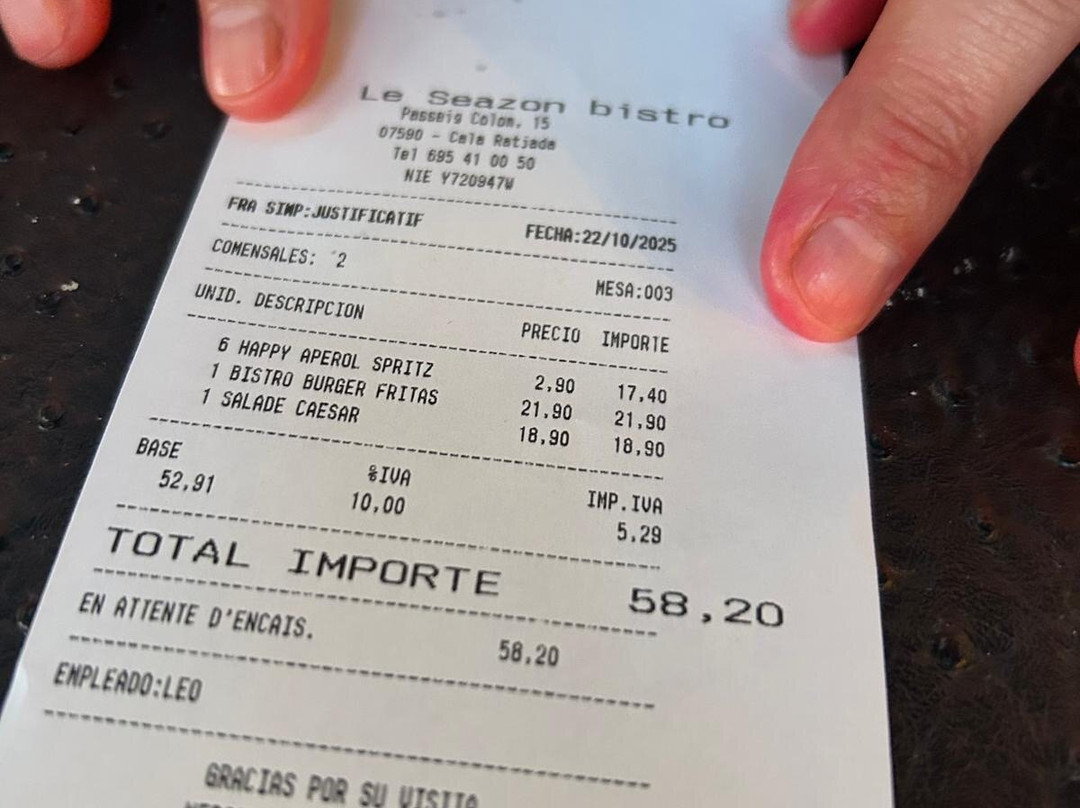 Le Seazon bistro
Passeig Colom, 15
07590 - Cala Ratjada
Tel 695 41 00 50
NIE Y720947W
FRA SIMP:JUSTIFICATIF FECHA:22/10/2025
COMENSALES: 2 MESA:003
UNID. DESCRIPCION PRECIO IMPORTE
6 HAPPY APEROL SPRITZ 2,90 17,40
1 BISTRO BURGER FRITAS 21,90 21,90
1 SALADE CAESAR 18,90 18,90
BASE %IVA IMP.IVA
52,91 10,00 5,29
TOTAL IMPORTE 58,20
EN ATTENTE D'ENCAIS. 58,20
EMPLEADO:LEO
GRACIAS POR SU VISITA